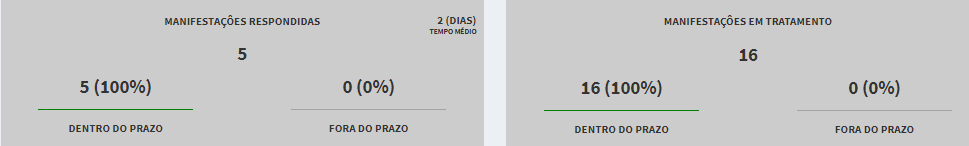 MANIFESTAÇÕES RESPONDIDAS
2 (DIAS)
TEMPO MÉDIO
5
5 (100%)
0 (0%)
DENTRO DO PRAZO
FORA DO PRAZO
MANIFESTAÇÕES EM TRATAMENTO
16
16 (100%)
0 (0%)
DENTRO DO PRAZO
FORA DO PRAZO